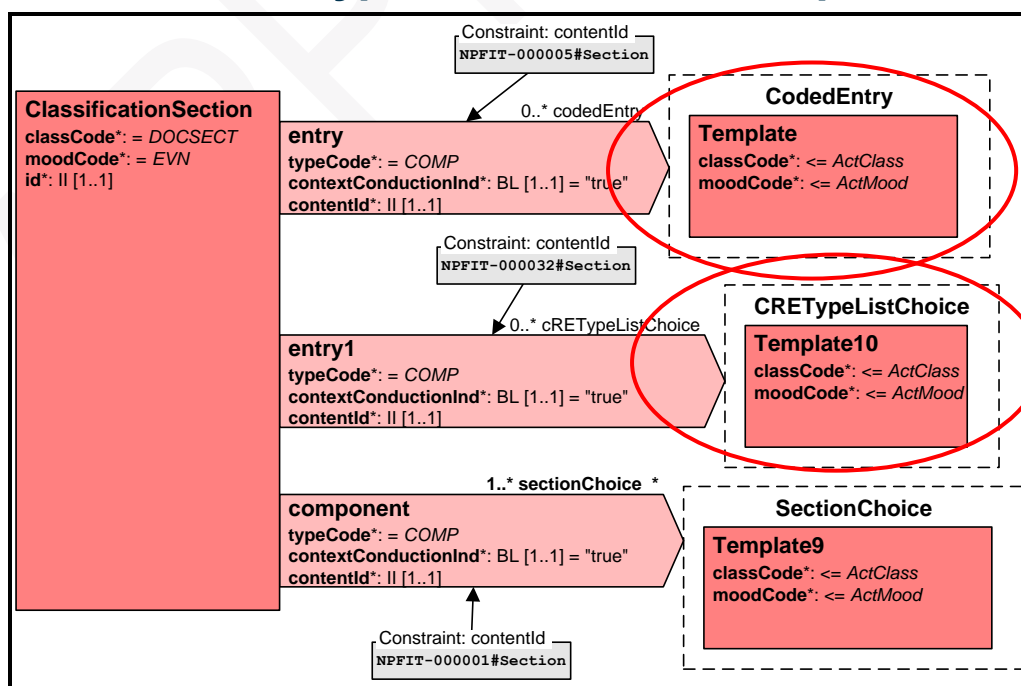 Constraint: contentId
NPFIT-000005#Section
ClassificationSection
classCode*: = DOCSECT
moodCode*: = EVN
id*: II [1..1]
0..* codedEntry
entry
typeCode*: = COMP
contextConductionInd*: BL [1..1] = "true"
contentId*: II [1..1]
CodedEntry
Template
classCode*: <= ActClass
moodCode*: <= ActMood
Constraint: contentId
NPFIT-000032#Section
0..* cRETypeListChoice
entry1
typeCode*: = COMP
contextConductionInd*: BL [1..1] = "true"
contentId*: II [1..1]
CRETypeListChoice
Template10
classCode*: <= ActClass
moodCode*: <= ActMood
1..* sectionChoice *
component
typeCode*: = COMP
contextConductionInd*: BL [1..1] = "true"
contentId*: II [1..1]
SectionChoice
Template9
classCode*: <= ActClass
moodCode*: <= ActMood
Constraint: contentId
NPFIT-000001#Section